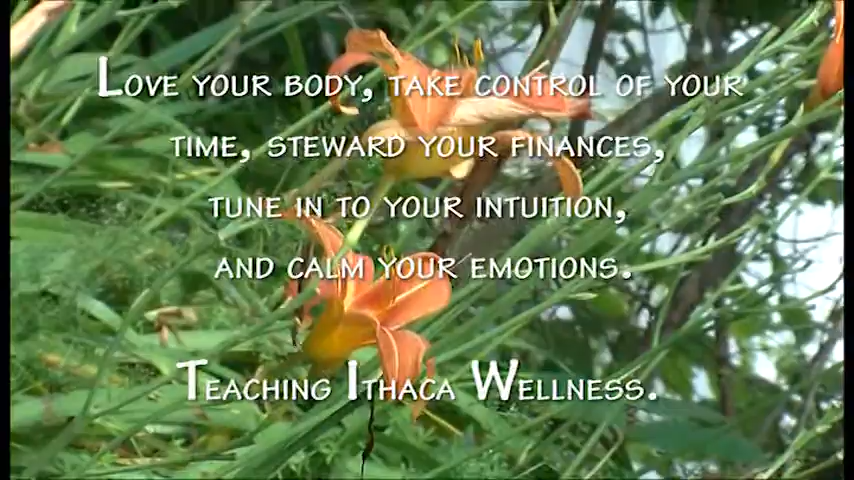 Love your body, take control of your
time, steward your finances,
tune in to your intuition,
and calm your emotions.
Teaching Ithaca Wellness.